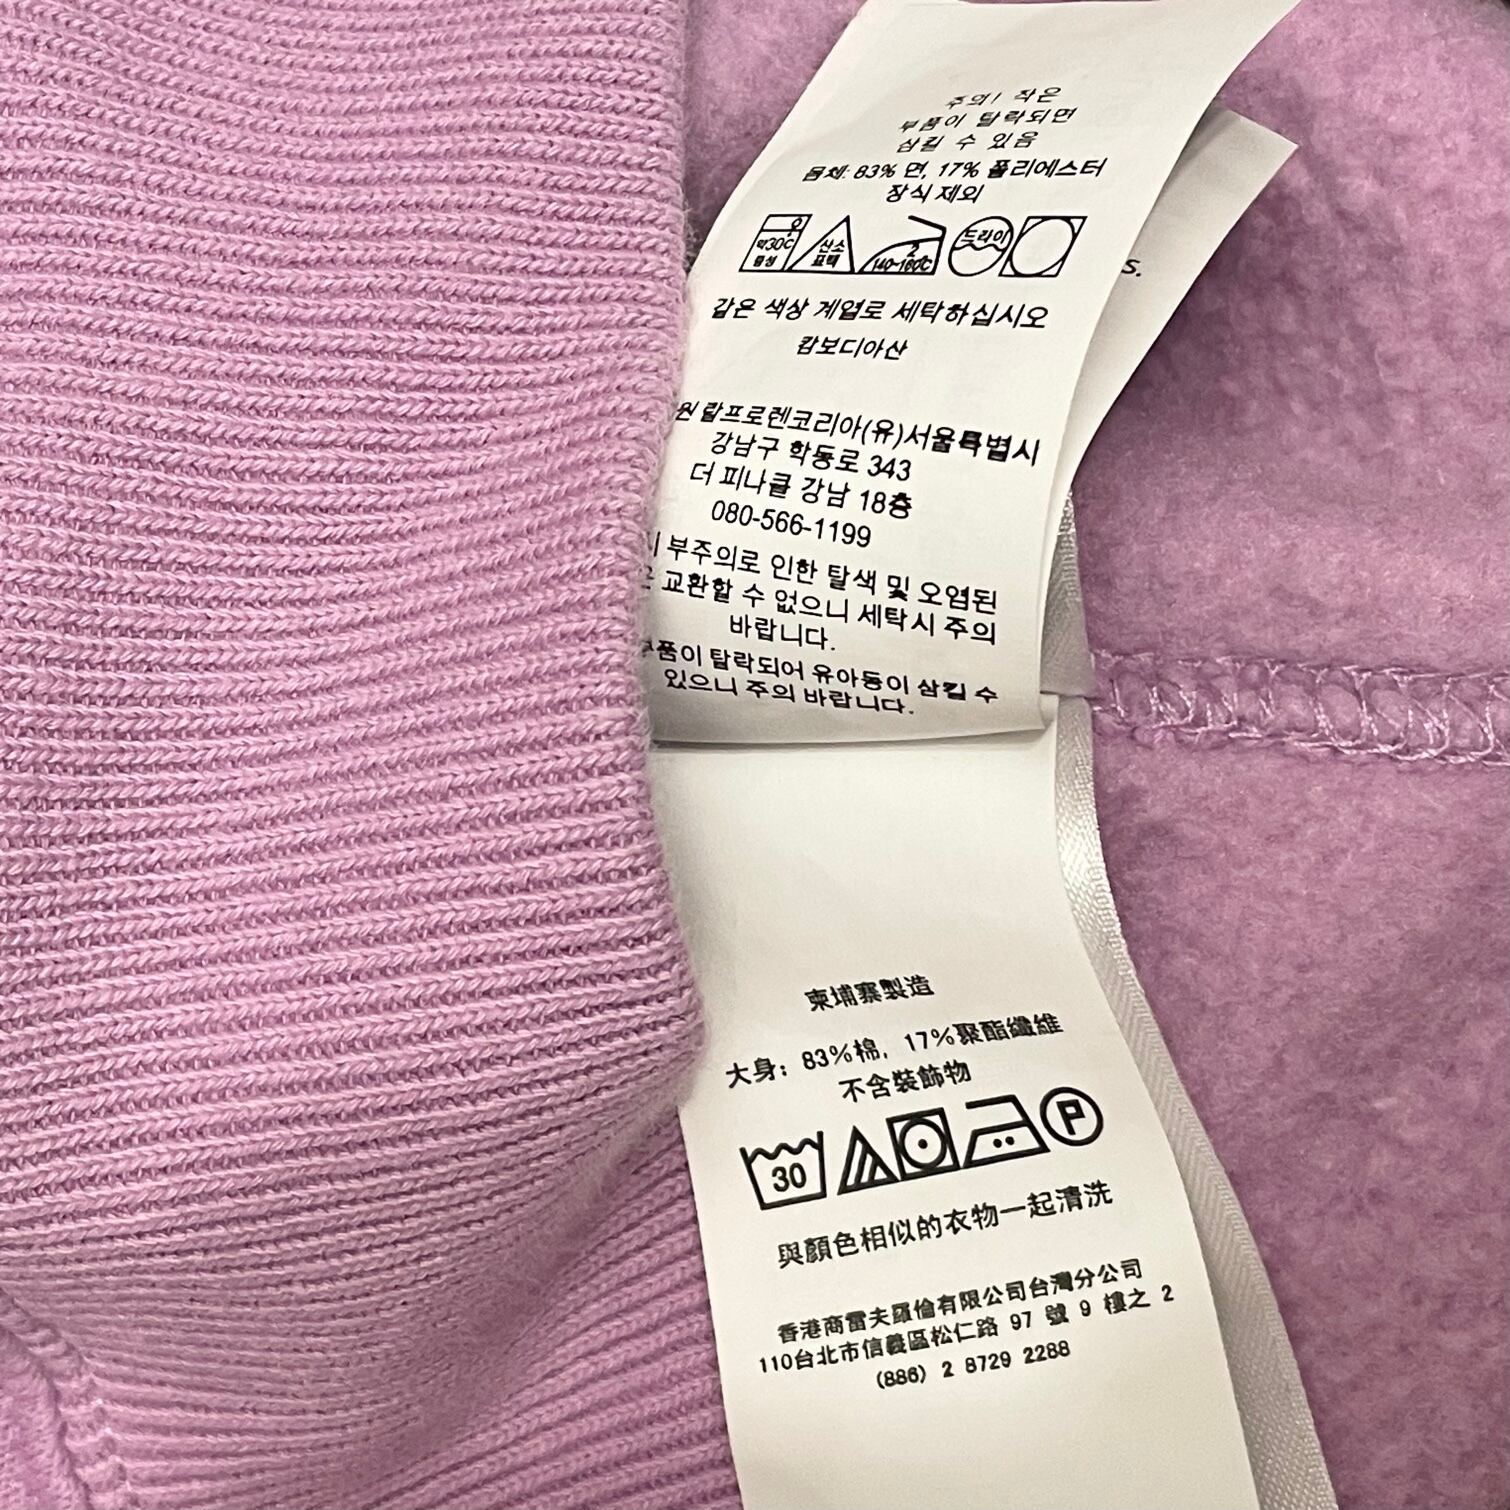 주의! 작은
부품이 탈락되면
삼킬 수 있음
몸체: 83% 면, 17% 폴리에스터
장식 제외
약30℃
중성
산소
표백
2
140~160℃
드라이
s.
같은 색상 계열로 세탁하십시오
캄보디아산
원 랄프로렌코리아(유)서울특별시
강남구 학동로 343
더 피나클 강남 18층
080-566-1199
부주의로 인한 탈색 및 오염된
교환할 수 없으니 세탁시 주의
바랍니다.
부품이 탈락되어 유아동이 삼킬 수
있으니 주의 바랍니다.
柬埔寨製造
大身: 83%棉, 17%聚酯纖維
不含裝飾物
30
P
與顏色相似的衣物一起清洗
香港商雷夫羅倫有限公司台灣分公司
110台北市信義區松仁路 97 號 9 樓之 2
(886) 2 8729 2288